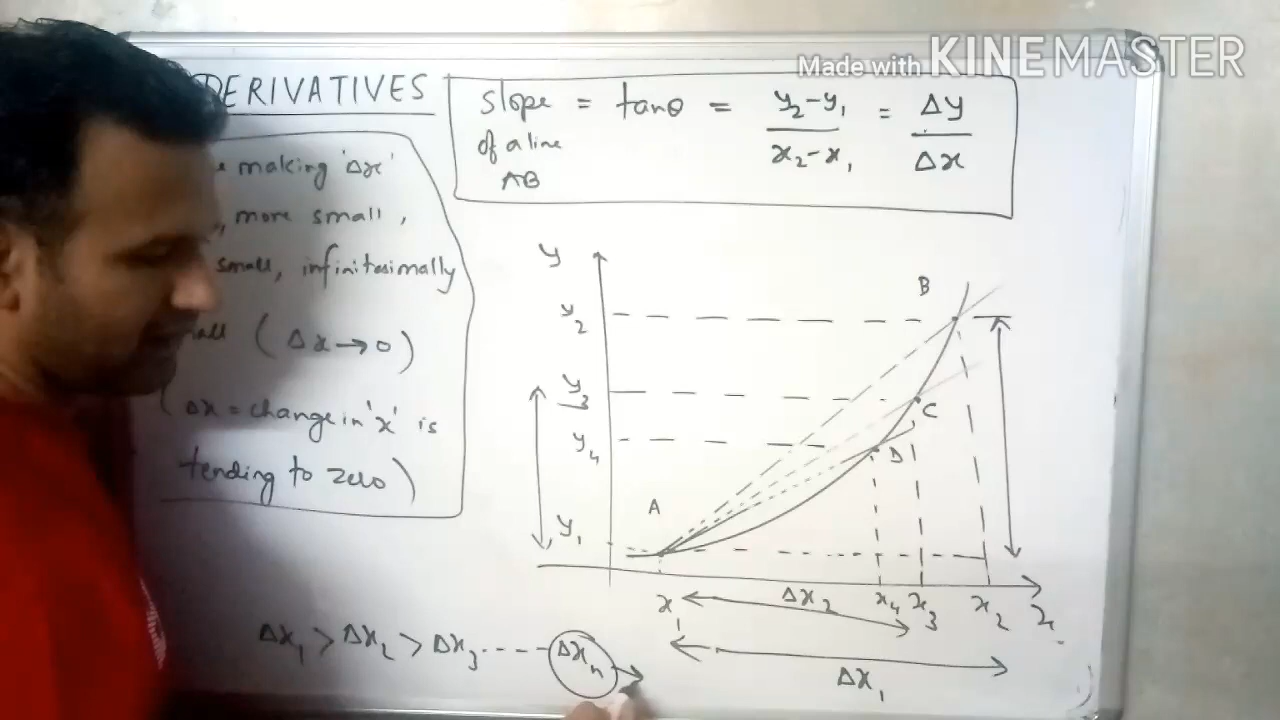 Made with KINEMASTER
DERIVATIVES
making 'Δx'
, more small,
small, infinitesimally
(Δx→0)
(Δx = change in 'x' is
tending to zero)
slope = tanθ = y₂-y₁/x₂-x₁ = Δy/Δx
of a line
AB
y
B
y₂
y₃
C
y₄
D
A
y₁
x₁ Δx₂ x₄ x₃ x₂ x
Δx₁
Δx₁ > Δx₂ > Δx₃ ---- Δxₙ →